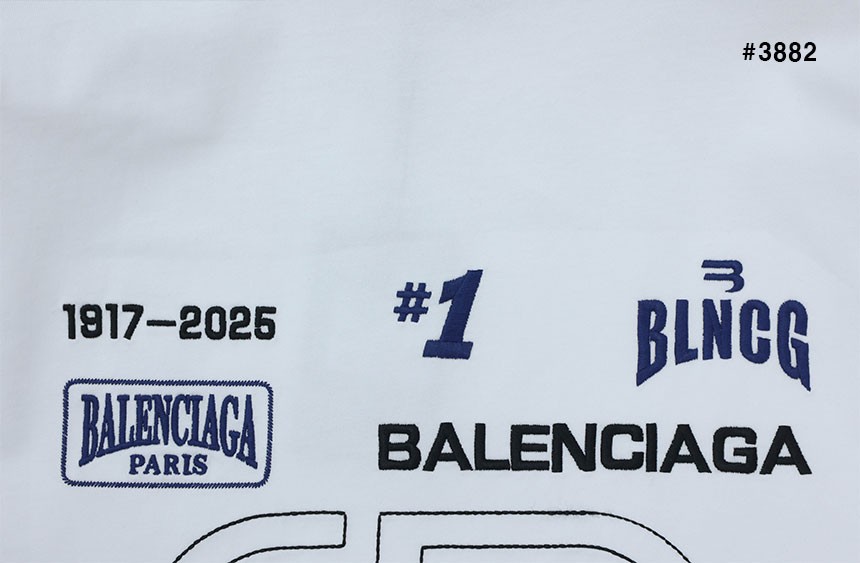 #3882
#1
BLNCG
1917—2025
BALENCIAGA
PARIS
BALENCIAGA